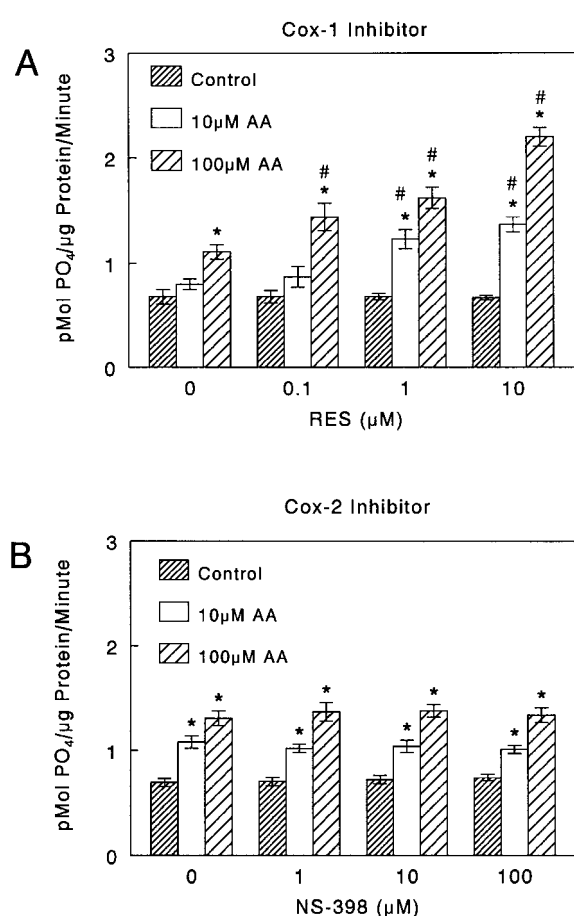 Cox-1 Inhibitor
A
pMol PO₄/µg Protein/Minute
3
2
1
0
Control
10µM AA
100µM AA
*
# *
# *
# *
# *
# *
0 0.1 1 10
RES (µM)
Cox-2 Inhibitor
B
pMol PO₄/µg Protein/Minute
3
2
1
0
Control
10µM AA
100µM AA
* * * * * * * *
0 1 10 100
NS-398 (µM)